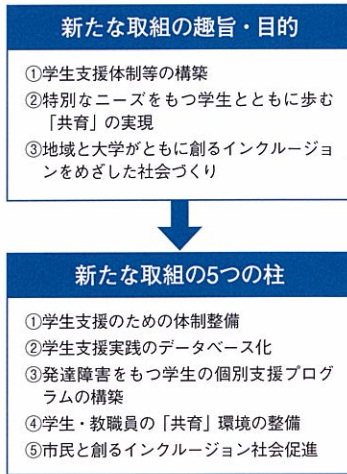 新たな取組の趣旨・目的
①学生支援体制等の構築
②特別なニーズをもつ学生とともに歩む
「共育」の実現
③地域と大学がともに創るインクルージョ
ンをめざした社会づくり
新たな取組の5つの柱
①学生支援のための体制整備
②学生支援実践のデータベース化
③発達障害をもつ学生の個別支援プログ
ラムの構築
④学生・教職員の「共育」環境の整備
⑤市民と創るインクルージョン社会促進